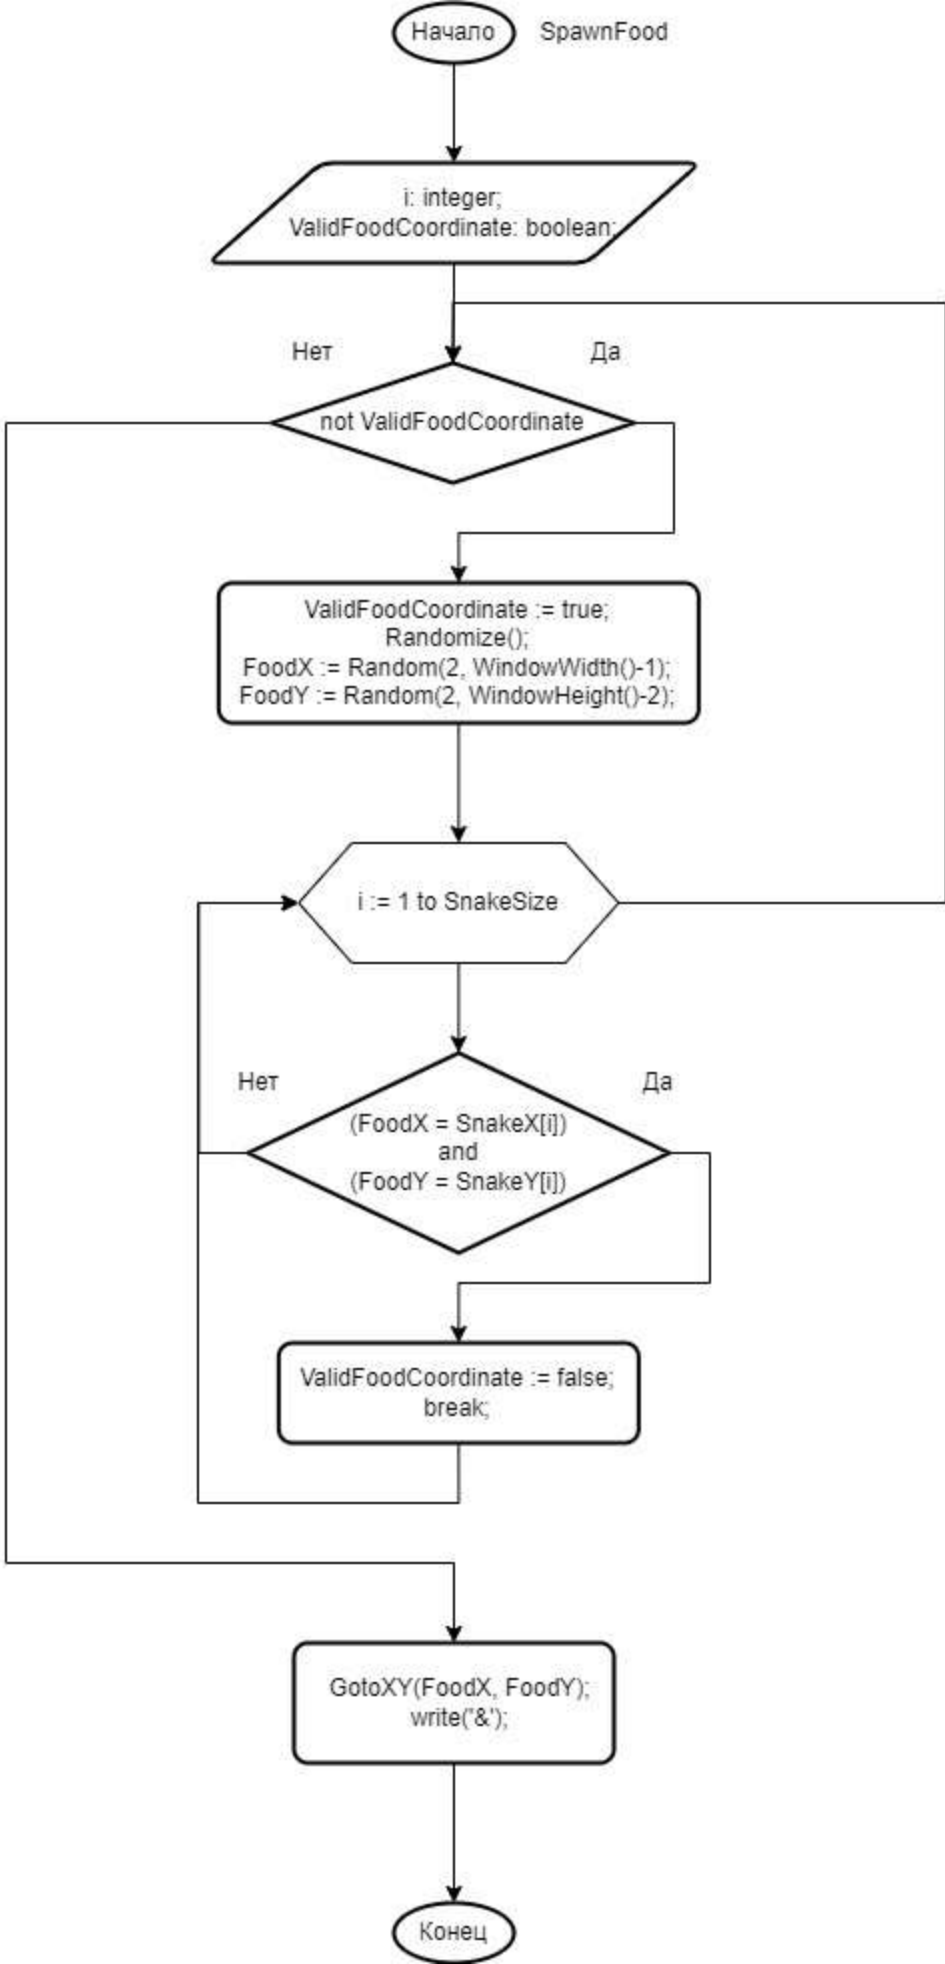 Начало
SpawnFood
i: integer;
ValidFoodCoordinate: boolean;
Нет
Да
not ValidFoodCoordinate
ValidFoodCoordinate := true;
Randomize();
FoodX := Random(2, WindowWidth()-1);
FoodY := Random(2, WindowHeight()-2);
i := 1 to SnakeSize
Нет
Да
(FoodX = SnakeX[i])
and
(FoodY = SnakeY[i])
ValidFoodCoordinate := false;
break;
GotoXY(FoodX, FoodY);
write('&');
Конец